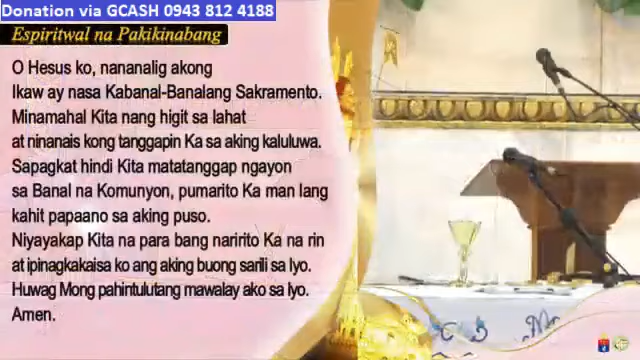 Donation via GCASH 0943 812 4188
Espiritwal na Pakikinabang
O Hesus ko, nananalig akong
Ikaw ay nasa Kabanal-Banalang Sakramento.
Minamahal Kita nang higit sa lahat
at ninanais kong tanggapin Ka sa aking kaluluwa.
Sapagkat hindi Kita matatanggap ngayon
sa Banal na Komunyon, pumarito Ka man lang
kahit papaano sa aking puso.
Niyayakap Kita na para bang naririto Ka na rin
at ipinagkakaisa ko ang aking buong sarili sa Iyo.
Huwag Mong pahintulutang mawalay ako sa Iyo.
Amen.